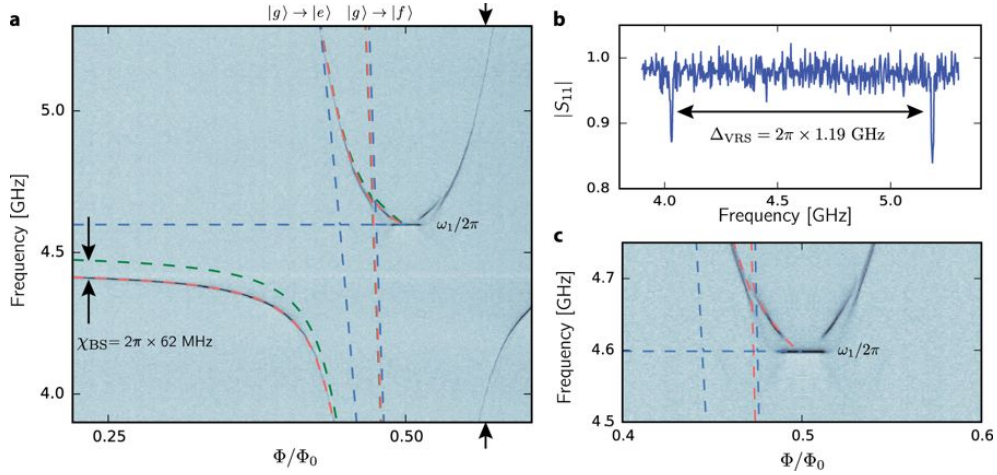 a
|g⟩ → |e⟩ |g⟩ → |f⟩
Frequency [GHz]
5.0
4.5
4.0
ω₁/2π
χBS = 2π × 62 MHz
0.25 0.50
Φ/Φ₀
b
|S₁₁|
1.0
0.9
0.8
ΔVRS = 2π × 1.19 GHz
4.0 4.5 5.0
Frequency [GHz]
c
Frequency [GHz]
4.7
4.6
4.5
ω₁/2π
0.4 0.5 0.6
Φ/Φ₀